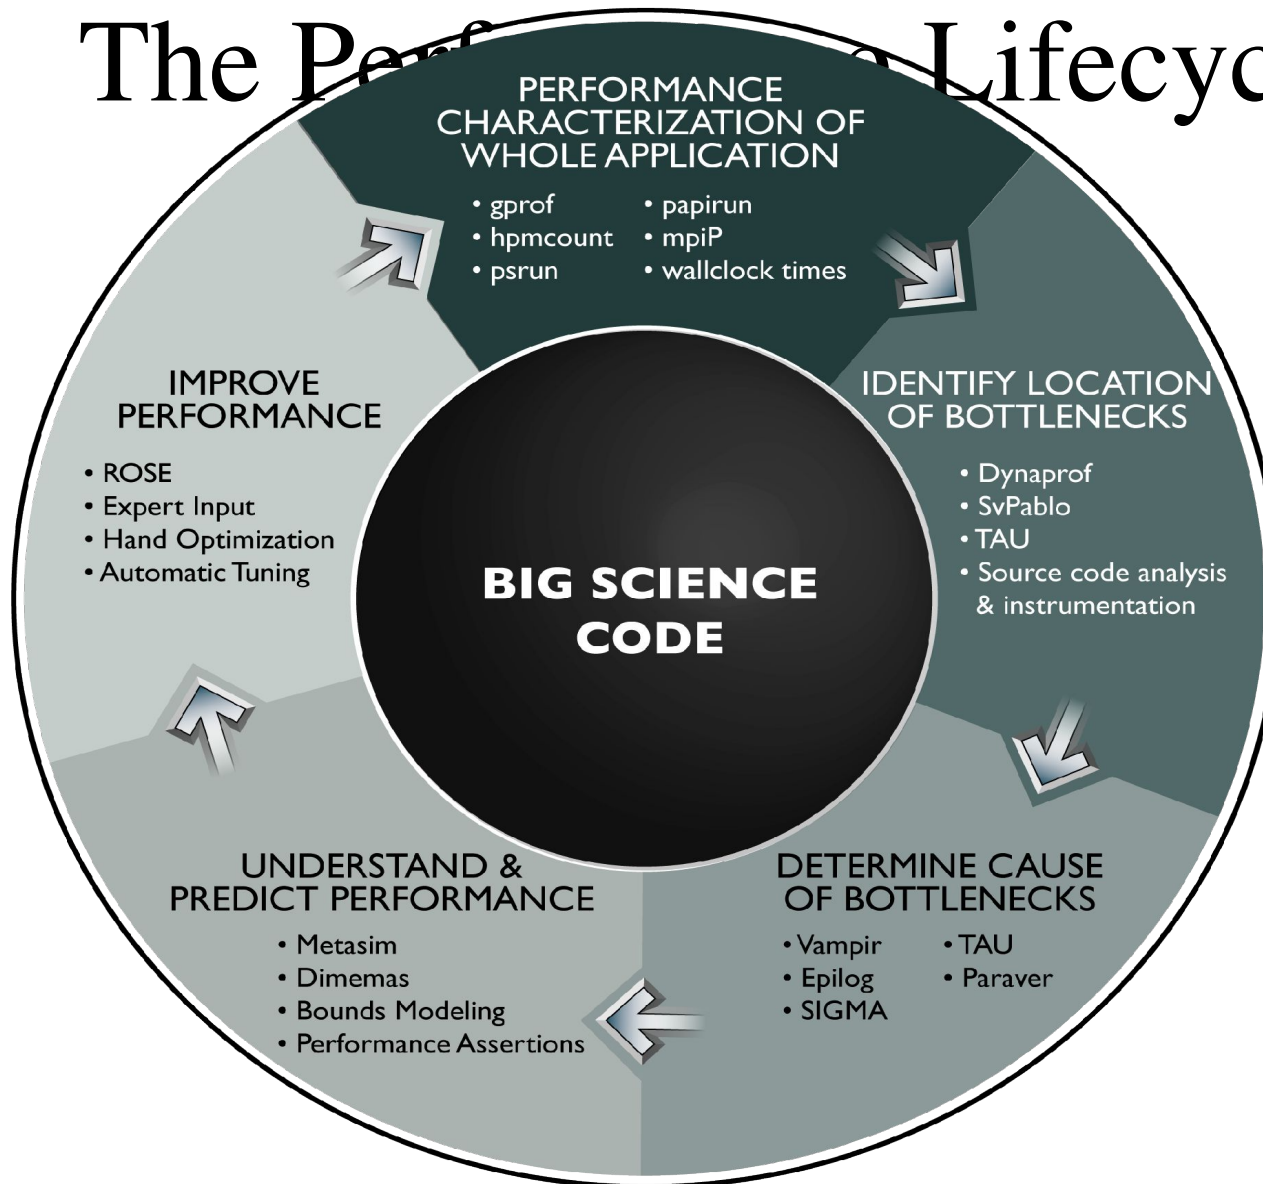 The Perf e Lifecyc
PERFORMANCE
CHARACTERIZATION OF
WHOLE APPLICATION
• gprof
• hpmcount
• psrun
• papirun
• mpiP
• wallclock times
IDENTIFY LOCATION
OF BOTTLENECKS
• Dynaprof
• SvPablo
• TAU
• Source code analysis
& instrumentation
DETERMINE CAUSE
OF BOTTLENECKS
• Vampir
• Epilog
• SIGMA
• TAU
• Paraver
UNDERSTAND &
PREDICT PERFORMANCE
• Metasim
• Dimemas
• Bounds Modeling
• Performance Assertions
IMPROVE
PERFORMANCE
• ROSE
• Expert Input
• Hand Optimization
• Automatic Tuning
BIG SCIENCE
CODE